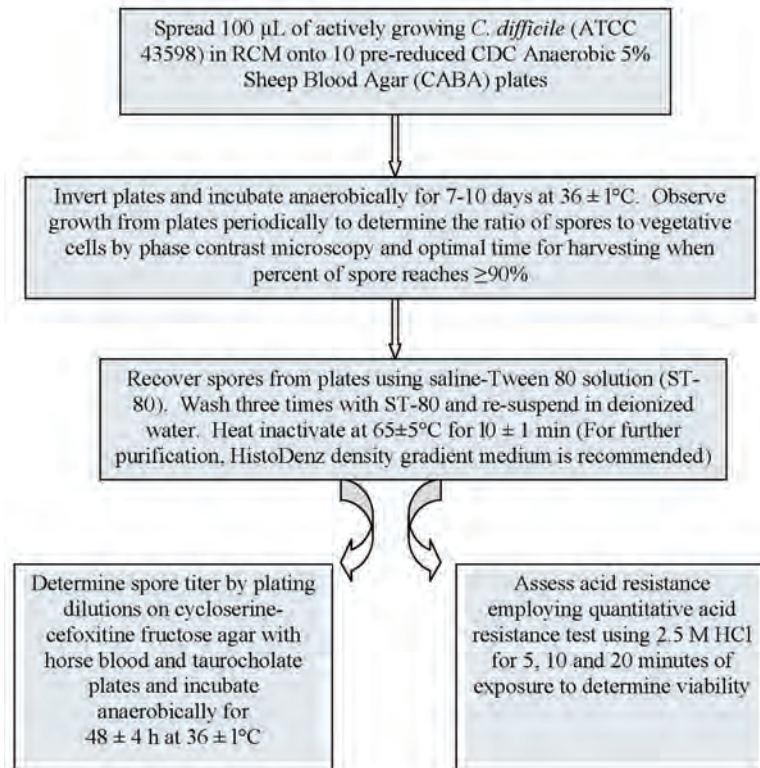 Spread 100 µL of actively growing C. difficile (ATCC
43598) in RCM onto 10 pre-reduced CDC Anaerobic 5%
Sheep Blood Agar (CABA) plates
Invert plates and incubate anaerobically for 7-10 days at 36 ± 1°C. Observe
growth from plates periodically to determine the ratio of spores to vegetative
cells by phase contrast microscopy and optimal time for harvesting when
percent of spore reaches ≥90%
Recover spores from plates using saline-Tween 80 solution (ST-
80). Wash three times with ST-80 and re-suspend in deionized
water. Heat inactivate at 65±5°C for 10 ± 1 min (For further
purification, HistoDenz density gradient medium is recommended)
Determine spore titer by plating
dilutions on cycloserine-
cefoxitine fructose agar with
horse blood and taurocholate
plates and incubate
anaerobically for
48 ± 4 h at 36 ± 1°C
Assess acid resistance
employing quantitative acid
resistance test using 2.5 M HCl
for 5, 10 and 20 minutes of
exposure to determine viability